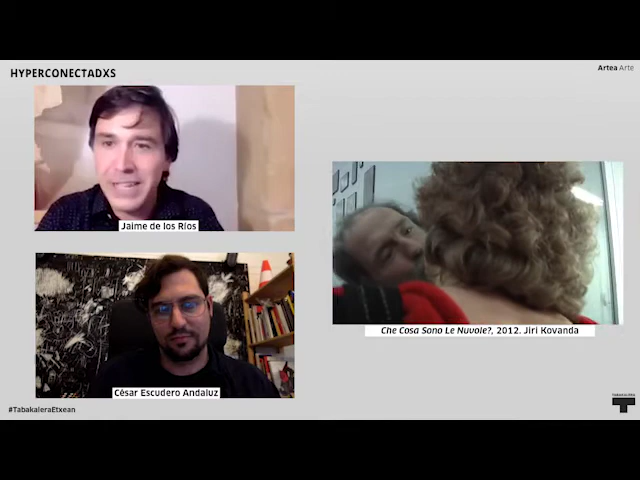 HYPERCONECTADXS
Artea Arte
Jaime de los Ríos
César Escudero Andaluz
Che Cosa Sono Le Nuvole?, 2012. Jiri Kovanda
#TabakaleraEtxean
TABAKALERA